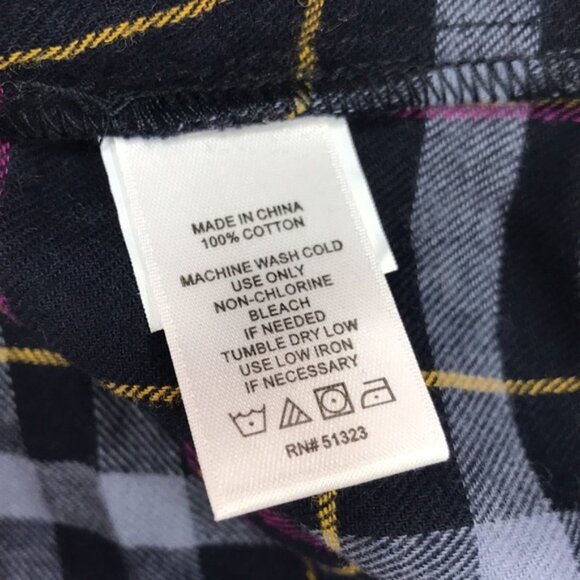 MADE IN CHINA
100% COTTON
MACHINE WASH COLD
USE ONLY
NON-CHLORINE
BLEACH
IF NEEDED
TUMBLE DRY LOW
USE LOW IRON
IF NECESSARY
RN# 51323